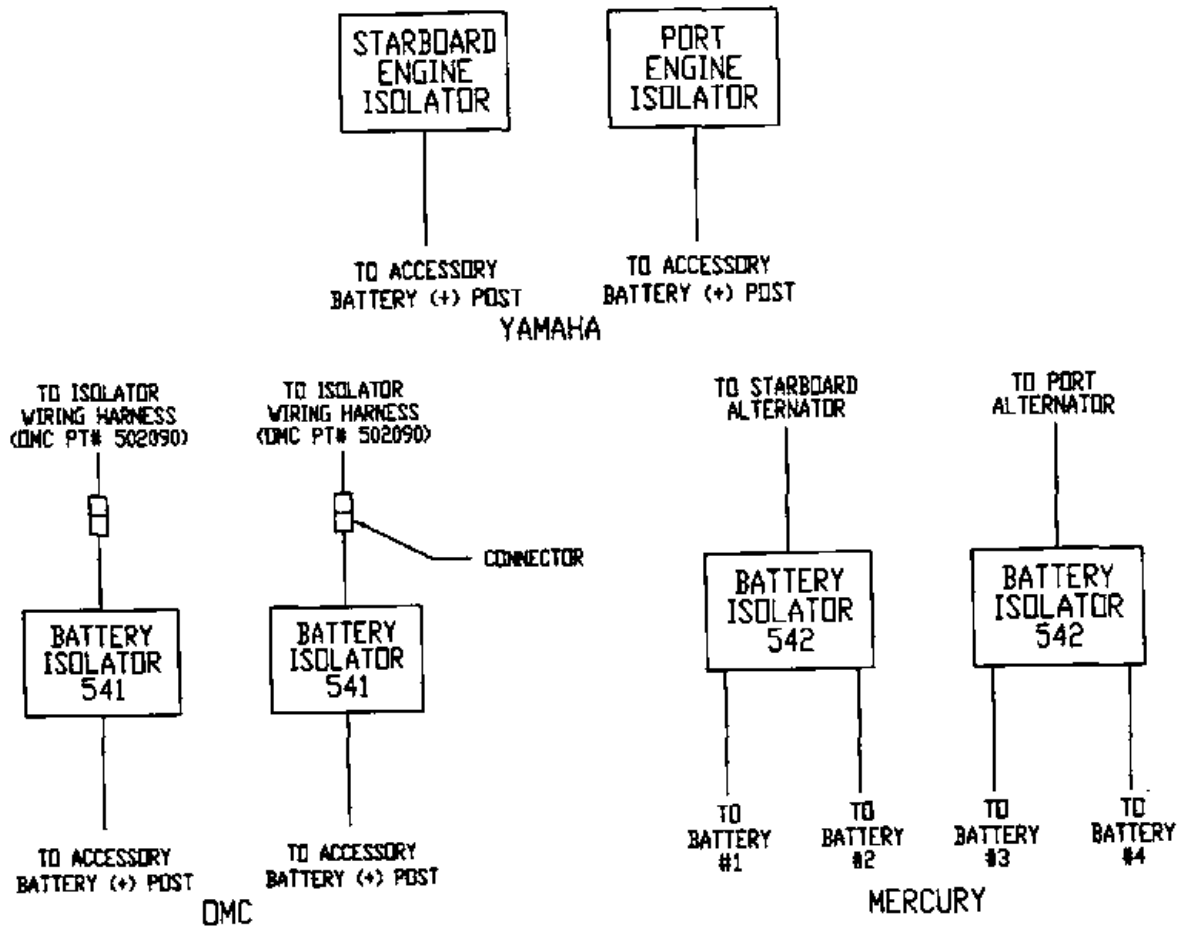 STARBOARD
ENGINE
ISOLATOR
PORT
ENGINE
ISOLATOR
TO ACCESSORY
BATTERY (+) POST
TO ACCESSORY
BATTERY (+) POST
YAMAHA
TO ISOLATOR
WIRING HARNESS
(OMC PT# 502090)
TO ISOLATOR
WIRING HARNESS
(OMC PT# 502090)
CONNECTOR
BATTERY
ISOLATOR
541
BATTERY
ISOLATOR
541
TO ACCESSORY
BATTERY (+) POST
TO ACCESSORY
BATTERY (+) POST
OMC
TO STARBOARD
ALTERNATOR
TO PORT
ALTERNATOR
BATTERY
ISOLATOR
542
BATTERY
ISOLATOR
542
TO
BATTERY
#1
TO
BATTERY
#2
TO
BATTERY
#3
TO
BATTERY
#4
MERCURY